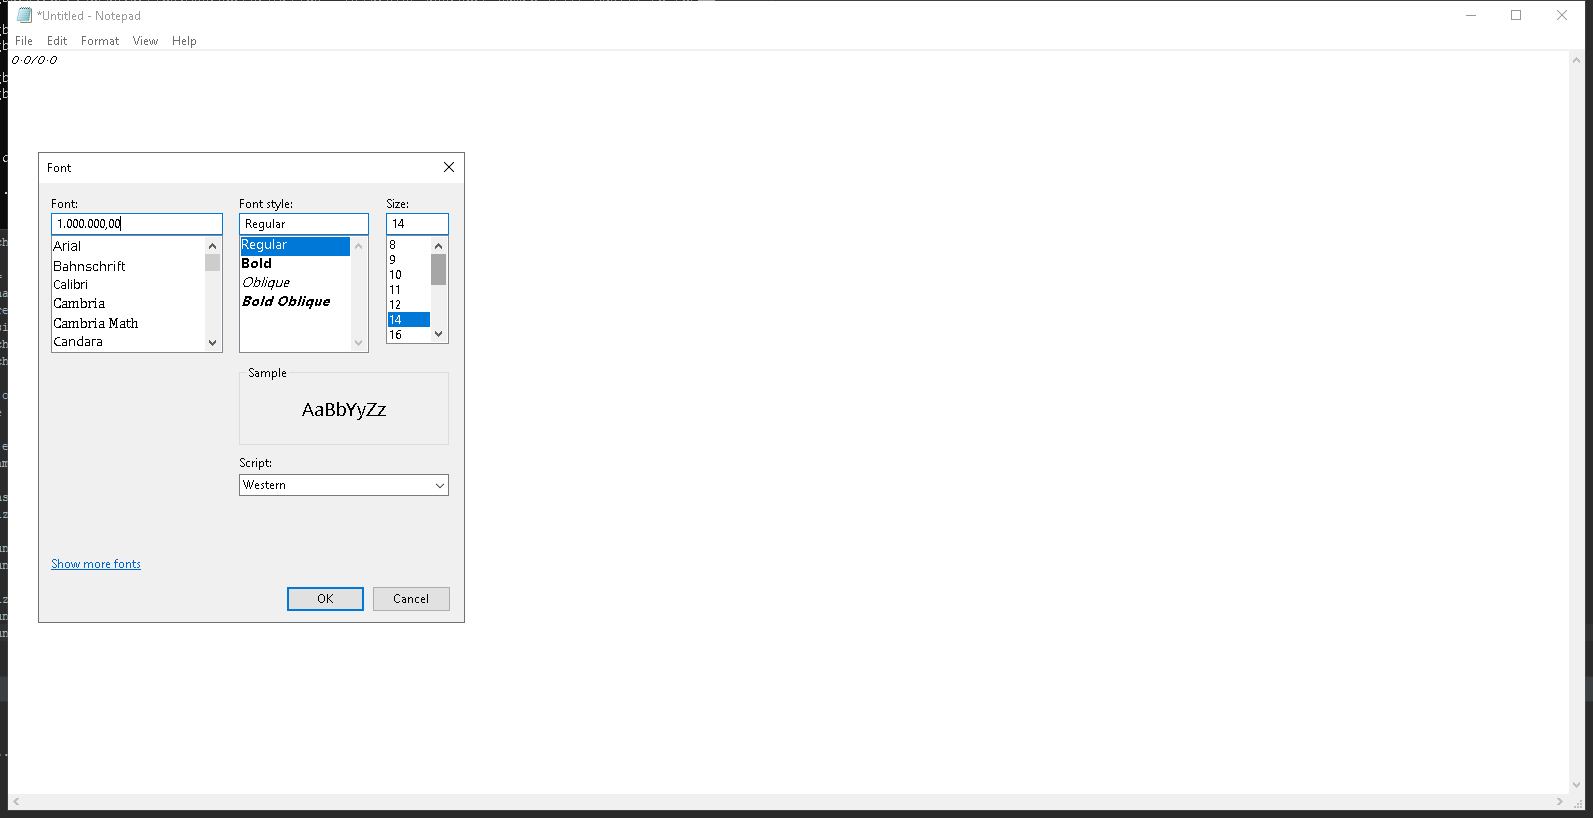 *Untitled - Notepad
File Edit Format View Help
0·0/0·0
Font
Font: Font style: Size:
1.000.000,00 Regular 14
Arial Regular 8
Bahnschrift Bold 9
Calibri Oblique 10
Cambria Bold Oblique 11
Cambria Math 12
Candara 14
16
Sample
AaBbYyZz
Script:
Western
Show more fonts
OK Cancel